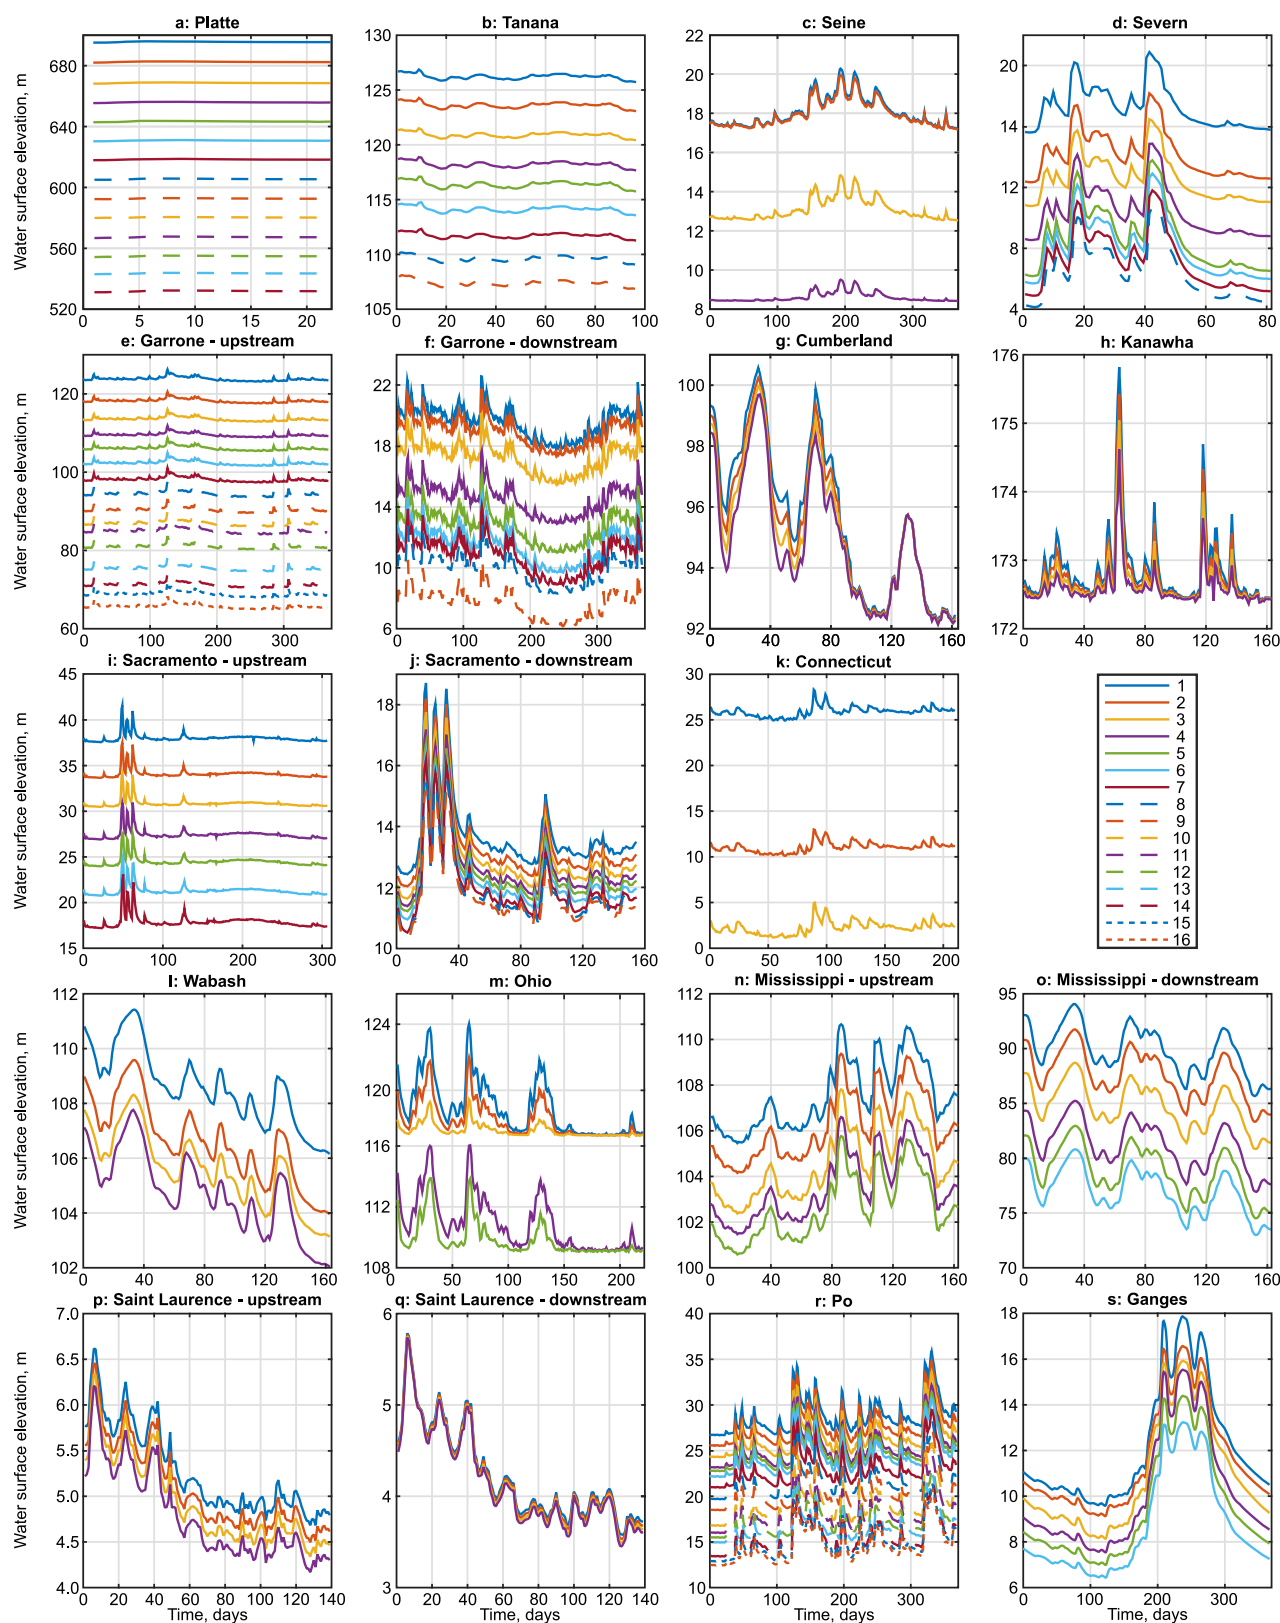 a: Platte
b: Tanana
c: Seine
d: Severn
Water surface elevation, m
680
640
600
560
520
0 5 10 15 20
130
125
120
115
110
105
0 20 40 60 80 100
22
20
18
16
14
12
10
8
0 100 200 300
20
14
12
8
4
0 20 40 60 80
e: Garrone - upstream
f: Garrone - downstream
g: Cumberland
h: Kanawha
Water surface elevation, m
120
100
80
60
0 100 200 300
22
18
14
10
6
0 100 200 300
100
98
96
94
92
0 40 80 120 160
176
175
174
173
172
0 40 80 120 160
i: Sacramento - upstream
j: Sacramento - downstream
k: Connecticut
Water surface elevation, m
45
40
35
30
25
20
15
0 100 200 300
18
16
14
12
10
0 40 80 120 160
30
25
20
15
10
5
0
0 50 100 150 200
1
2
3
4
5
6
7
8
9
10
11
12
13
14
15
16
l: Wabash
m: Ohio
n: Mississippi - upstream
o: Mississippi - downstream
Water surface elevation, m
112
110
108
106
104
102
0 40 80 120 160
124
120
116
112
108
0 50 100 150 200
112
110
108
106
104
102
100
0 40 80 120 160
95
90
85
80
75
70
0 40 80 120 160
p: Saint Laurence - upstream
q: Saint Laurence - downstream
r: Po
s: Ganges
Water surface elevation, m
7.0
6.5
6.0
5.5
5.0
4.5
4.0
0 20 40 60 80 100 120 140
Time, days
6
5
4
3
0 20 40 60 80 100 120 140
Time, days
40
35
30
25
20
15
10
0 100 200 300
Time, days
18
16
14
12
10
8
6
0 100 200 300
Time, days